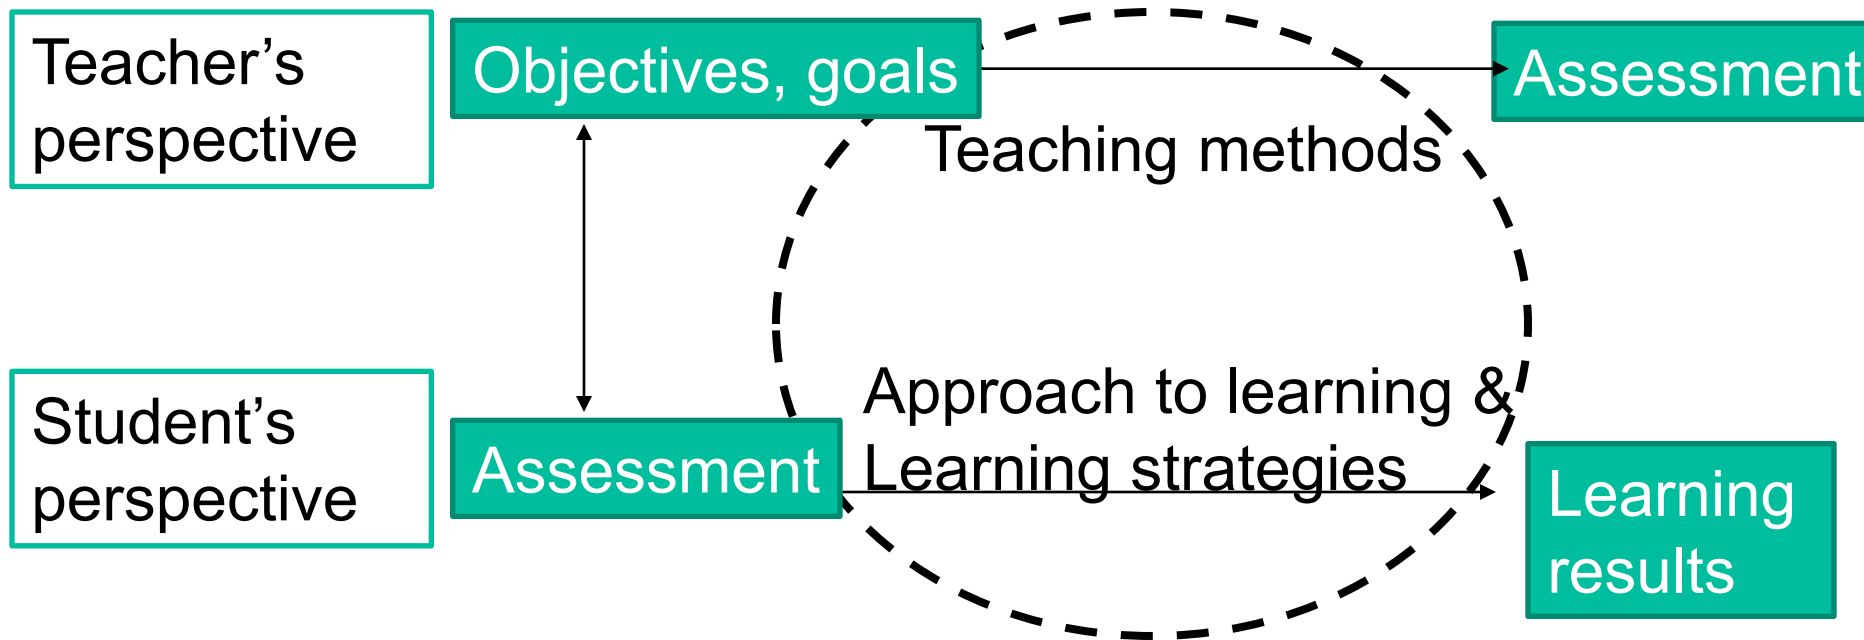 Teacher’s
perspective
Objectives, goals
Assessment
Teaching methods
Student’s
perspective
Assessment
Approach to learning &
Learning strategies
Learning
results